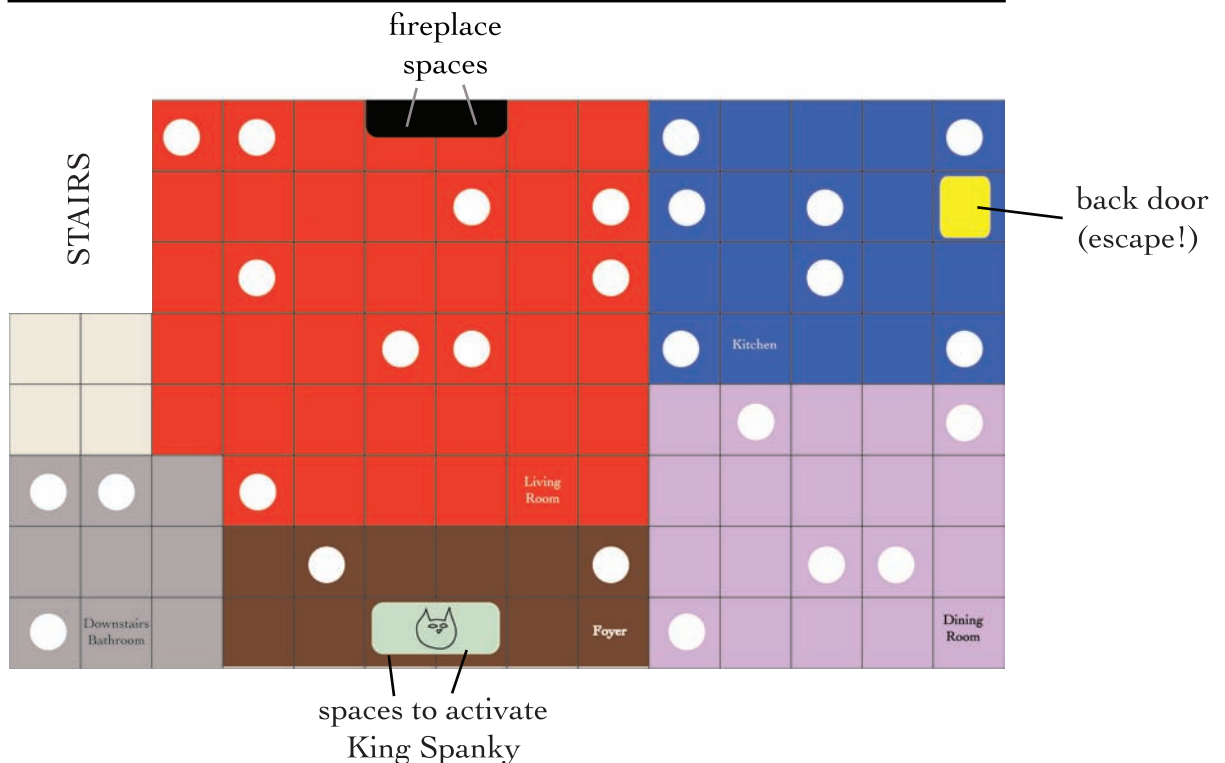 fireplace
spaces
STAIRS
back door
(escape!)
Kitchen
Living
Room
Downstairs
Bathroom
Foyer
Dining
Room
spaces to activate
King Spanky